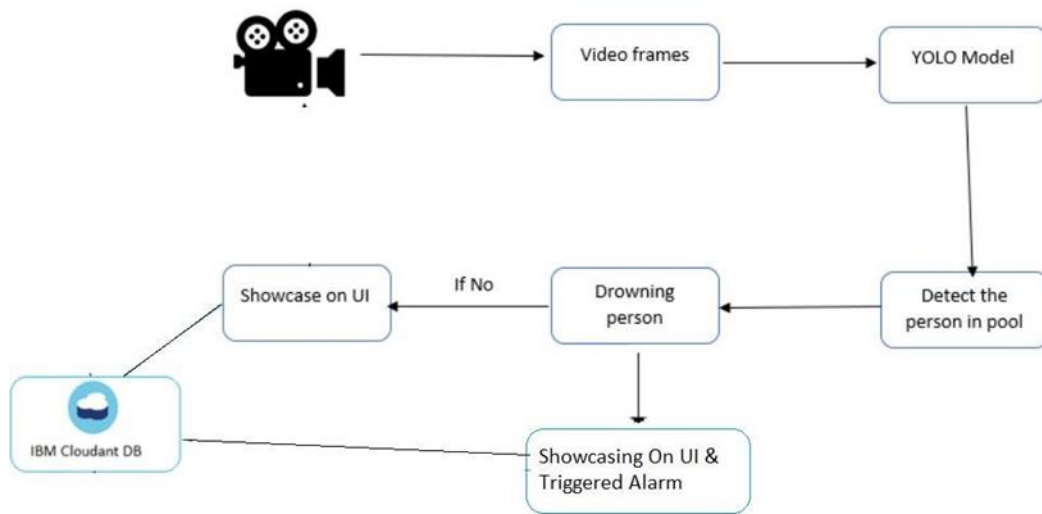 Video frames
YOLO Model
Detect the
person in pool
Drowning
person
If No
Showcase on UI
IBM Cloudant DB
Showcasing On UI &
Triggered Alarm